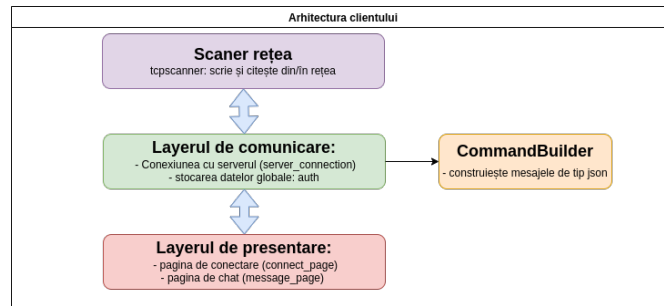 Arhitectura clientului
Scaner rețea
tcpscanner: scrie și citește din/în rețea
Layerul de comunicare:
- Conexiunea cu serverul (server_connection)
- stocarea datelor globale: auth
CommandBuilder
- construiește mesajele de tip json
Layerul de presentare:
- pagina de conectare (connect_page)
- pagina de chat (message_page)